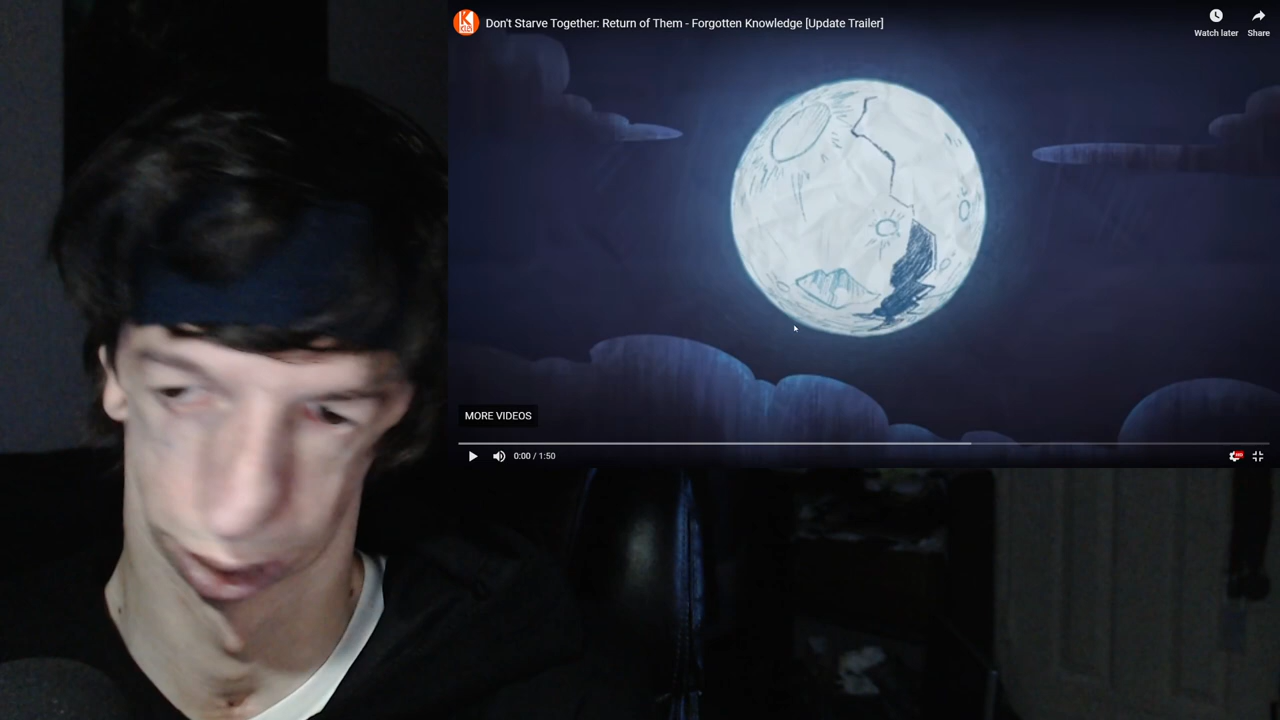 Don't Starve Together: Return of Them - Forgotten Knowledge [Update Trailer]
Watch later
Share
MORE VIDEOS
0:00 / 1:50